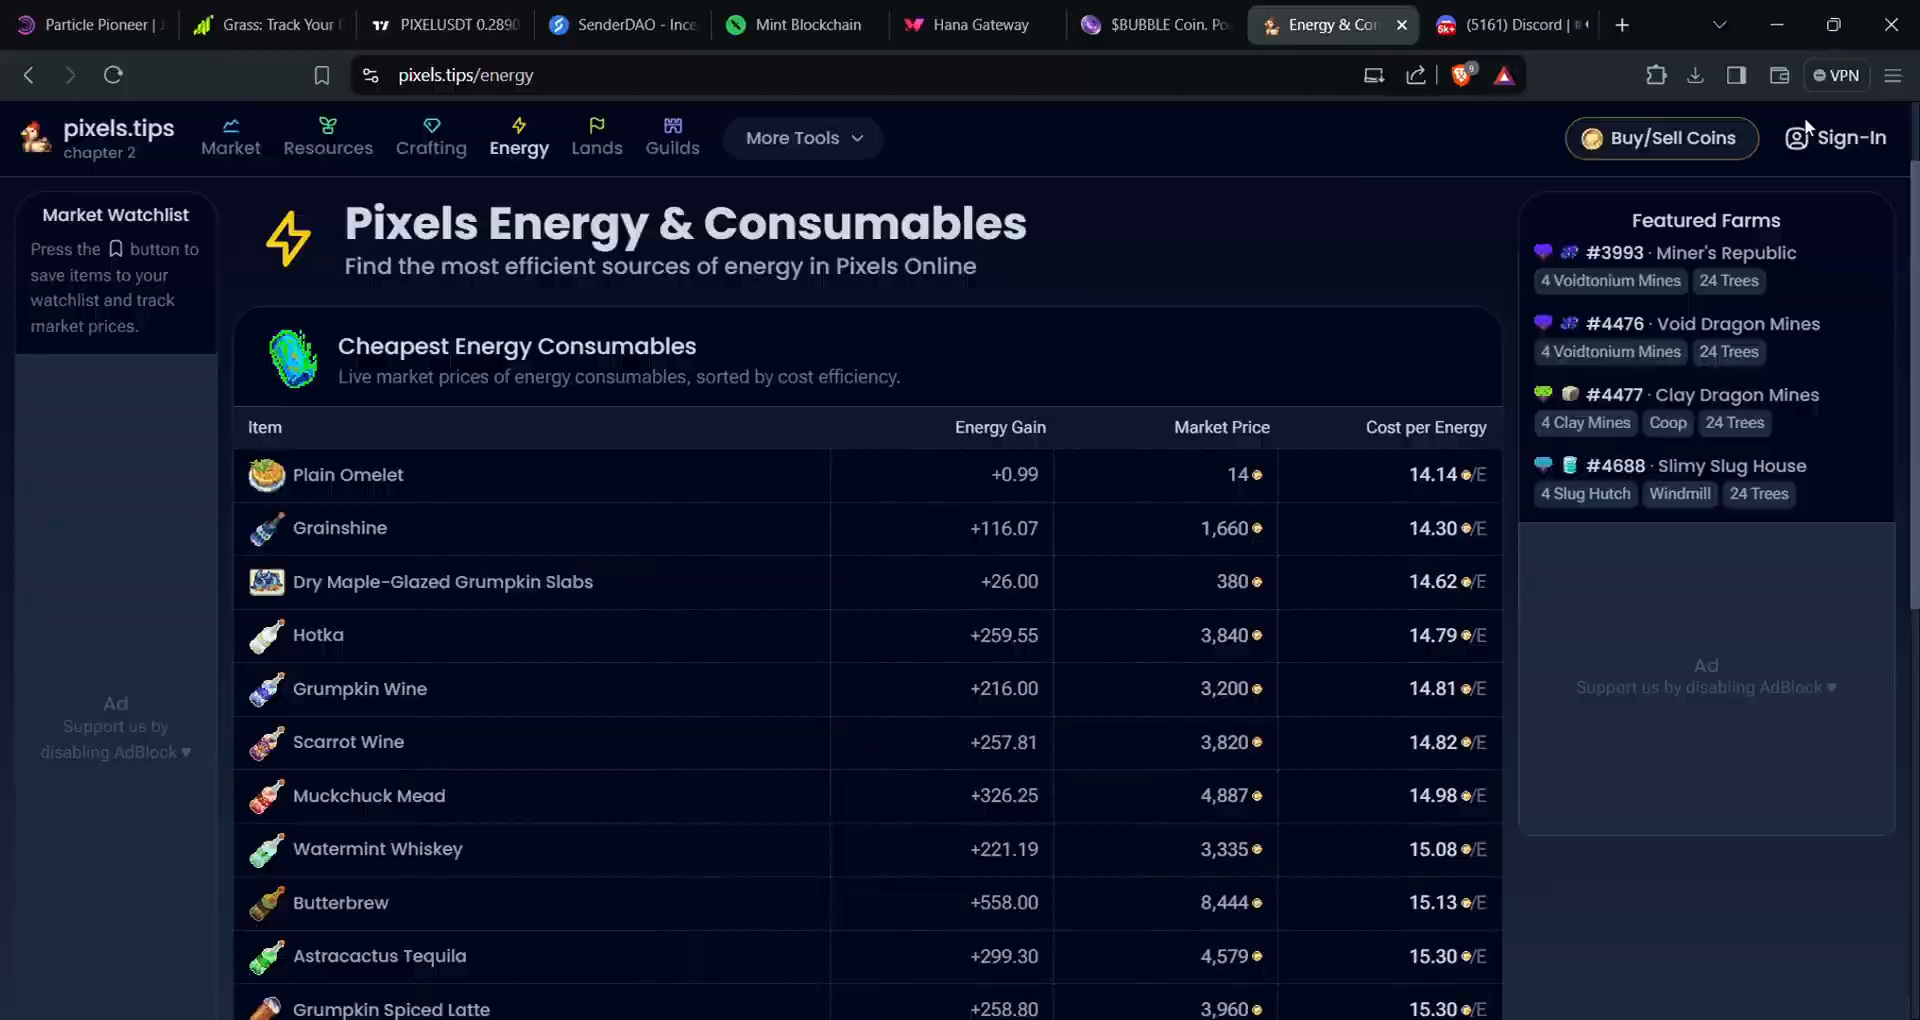 Particle Pioneer |
Grass: Track Your
PIXELUSDT 0.2890
SenderDAO - Ince
Mint Blockchain
Hana Gateway
$BUBBLE Coin. Po
Energy & Con
(5161) Discord |
pixels.tips/energy
9
VPN
pixels.tips
chapter 2
Market
Resources
Crafting
Energy
Lands
Guilds
More Tools
Buy/Sell Coins
Sign-In
Market Watchlist
Press the button to
save items to your
watchlist and track
market prices.
Ad
Support us by
disabling AdBlock ♥
Pixels Energy & Consumables
Find the most efficient sources of energy in Pixels Online
Cheapest Energy Consumables
Live market prices of energy consumables, sorted by cost efficiency.
Item Energy Gain Market Price Cost per Energy
Plain Omelet +0.99 14 14.14 /E
Grainshine +116.07 1,660 14.30 /E
Dry Maple-Glazed Grumpkin Slabs +26.00 380 14.62 /E
Hotka +259.55 3,840 14.79 /E
Grumpkin Wine +216.00 3,200 14.81 /E
Scarrot Wine +257.81 3,820 14.82 /E
Muckchuck Mead +326.25 4,887 14.98 /E
Watermint Whiskey +221.19 3,335 15.08 /E
Butterbrew +558.00 8,444 15.13 /E
Astracactus Tequila +299.30 4,579 15.30 /E
Grumpkin Spiced Latte +258.80 3,960 15.30 /E
Featured Farms
#3993 · Miner's Republic
4 Voidtonium Mines 24 Trees
#4476 · Void Dragon Mines
4 Voidtonium Mines 24 Trees
#4477 · Clay Dragon Mines
4 Clay Mines Coop 24 Trees
#4688 · Slimy Slug House
4 Slug Hutch Windmill 24 Trees
Ad
Support us by disabling AdBlock ♥